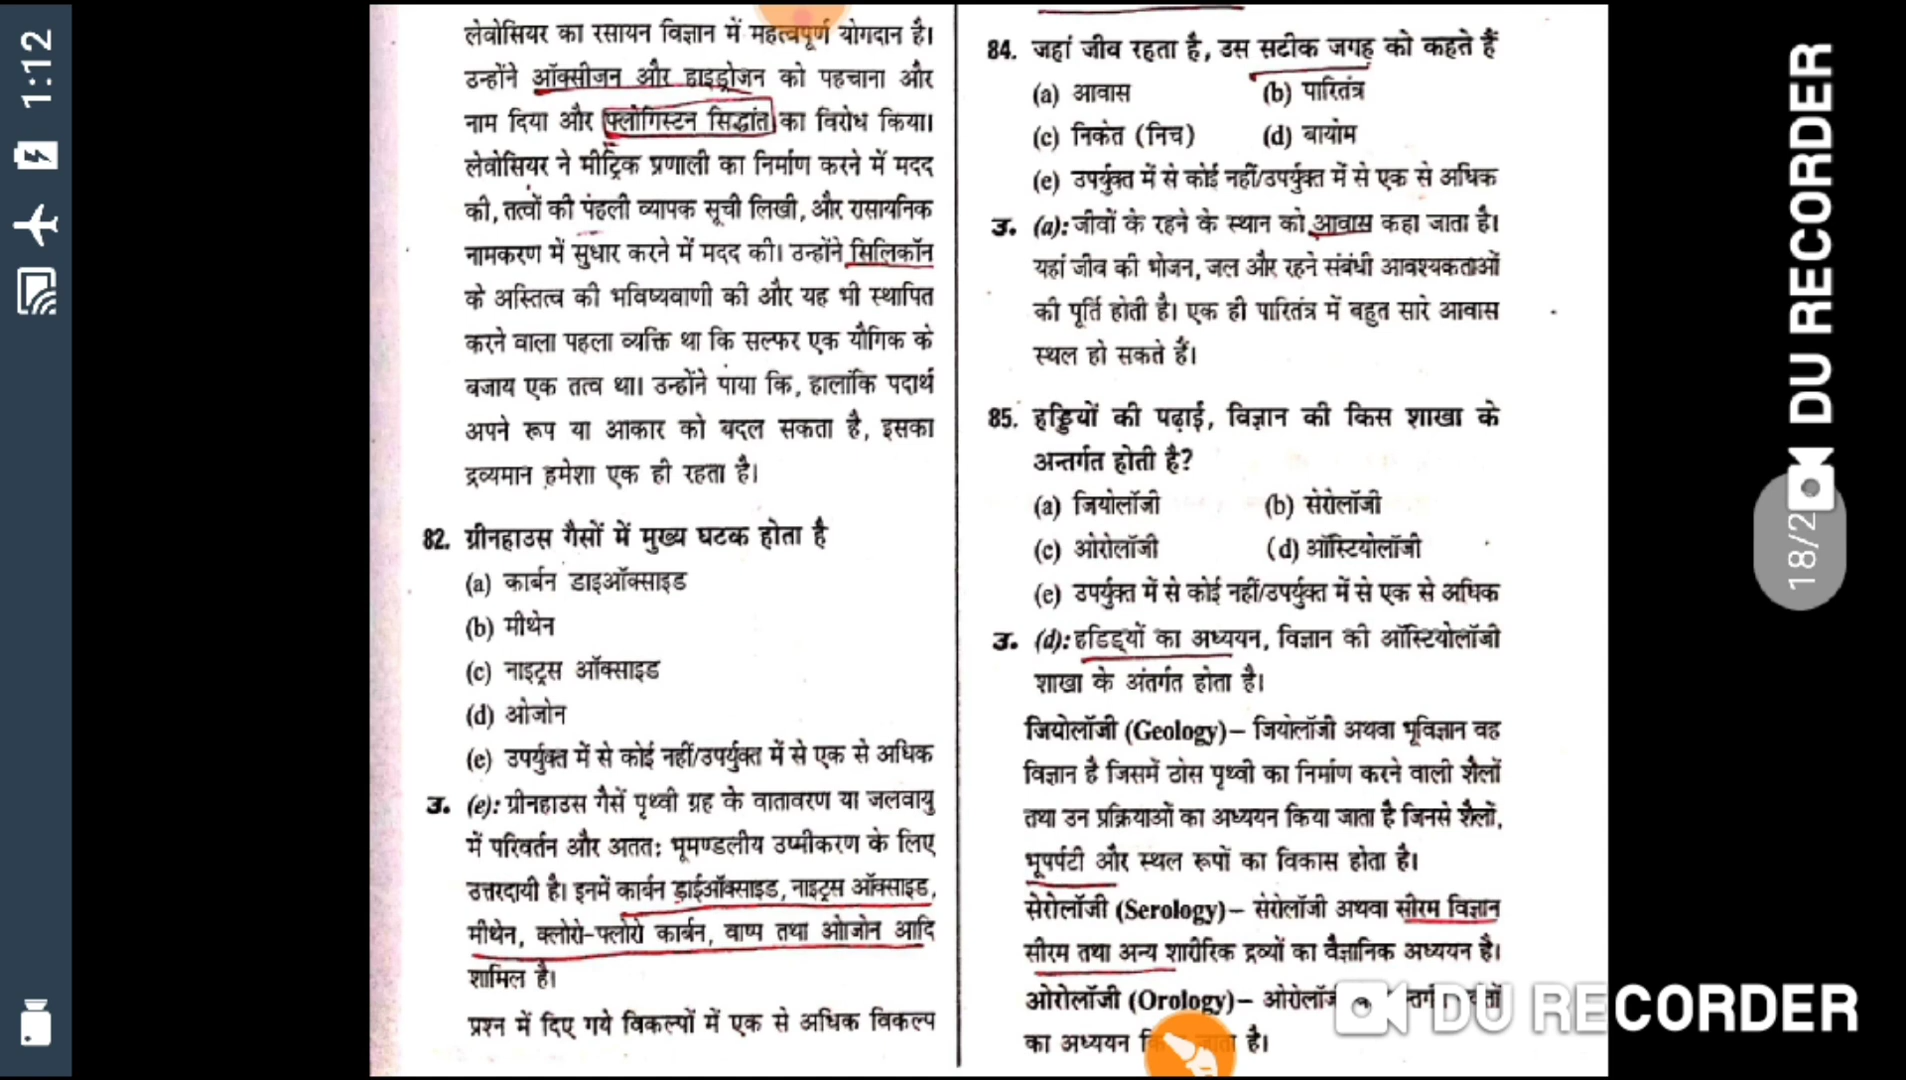 1:12
लेवोसियर का रसायन विज्ञान में महत्वपूर्ण योगदान है।
उन्होंने ऑक्सीजन और हाइड्रोजन को पहचाना और
नाम दिया और फ्लोगिस्टन सिद्धांत का विरोध किया।
लेवोसियर ने मीट्रिक प्रणाली का निर्माण करने में मदद
की, तत्वों की पहली व्यापक सूची लिखी, और रासायनिक
नामकरण में सुधार करने में मदद की। उन्होंने सिलिकॉन
के अस्तित्व की भविष्यवाणी की और यह भी स्थापित
करने वाला पहला व्यक्ति था कि सल्फर एक यौगिक के
बजाय एक तत्व था। उन्होंने पाया कि, हालांकि पदार्थ
अपने रूप या आकार को बदल सकता है, इसका
द्रव्यमान हमेशा एक ही रहता है।
82. ग्रीनहाउस गैसों में मुख्य घटक होता है
(a) कार्बन डाइऑक्साइड
(b) मीथेन
(c) नाइट्रस ऑक्साइड
(d) ओजोन
(e) उपर्युक्त में से कोई नहीं/उपर्युक्त में से एक से अधिक
उ. (e): ग्रीनहाउस गैसें पृथ्वी ग्रह के वातावरण या जलवायु
में परिवर्तन और अततः भूमण्डलीय उष्मीकरण के लिए
उत्तरदायी है। इनमें कार्बन डाईऑक्साइड, नाइट्रस ऑक्साइड,
मीथेन, क्लोरो-फ्लोरो कार्बन, वाष्प तथा ओजोन आदि
शामिल है।
प्रश्न में दिए गये विकल्पों में एक से अधिक विकल्प
84. जहां जीव रहता है, उस सटीक जगह को कहते हैं
(a) आवास (b) पारितंत्र
(c) निकेत (निच) (d) बायोम
(e) उपर्युक्त में से कोई नहीं/उपर्युक्त में से एक से अधिक
उ. (a): जीवों के रहने के स्थान को आवास कहा जाता है।
यहां जीव की भोजन, जल और रहने संबंधी आवश्यकताओं
की पूर्ति होती है। एक ही पारितंत्र में बहुत सारे आवास
स्थल हो सकते हैं।
85. हड्डियों की पढ़ाई, विज्ञान की किस शाखा के
अन्तर्गत होती है?
(a) जियोलॉजी (b) सेरोलॉजी
(c) ओरोलॉजी (d) ऑस्टियोलॉजी
(e) उपर्युक्त में से कोई नहीं/उपर्युक्त में से एक से अधिक
उ. (d): हडिड्यों का अध्ययन, विज्ञान की ऑस्टियोलॉजी
शाखा के अंतर्गत होता है।
जियोलॉजी (Geology)– जियोलॉजी अथवा भूविज्ञान वह
विज्ञान है जिसमें ठोस पृथ्वी का निर्माण करने वाली शैलों
तथा उन प्रक्रियाओं का अध्ययन किया जाता है जिनसे शैलों,
भूपर्पटी और स्थल रूपों का विकास होता है।
सेरोलॉजी (Serology)– सेरोलॉजी अथवा सीरम विज्ञान
सीरम तथा अन्य शारीरिक द्रव्यों का वैज्ञानिक अध्ययन है।
ओरोलॉजी (Orology)–
का अध्ययन जाता है।
DU RECORDER
18/2
DU RECORDER